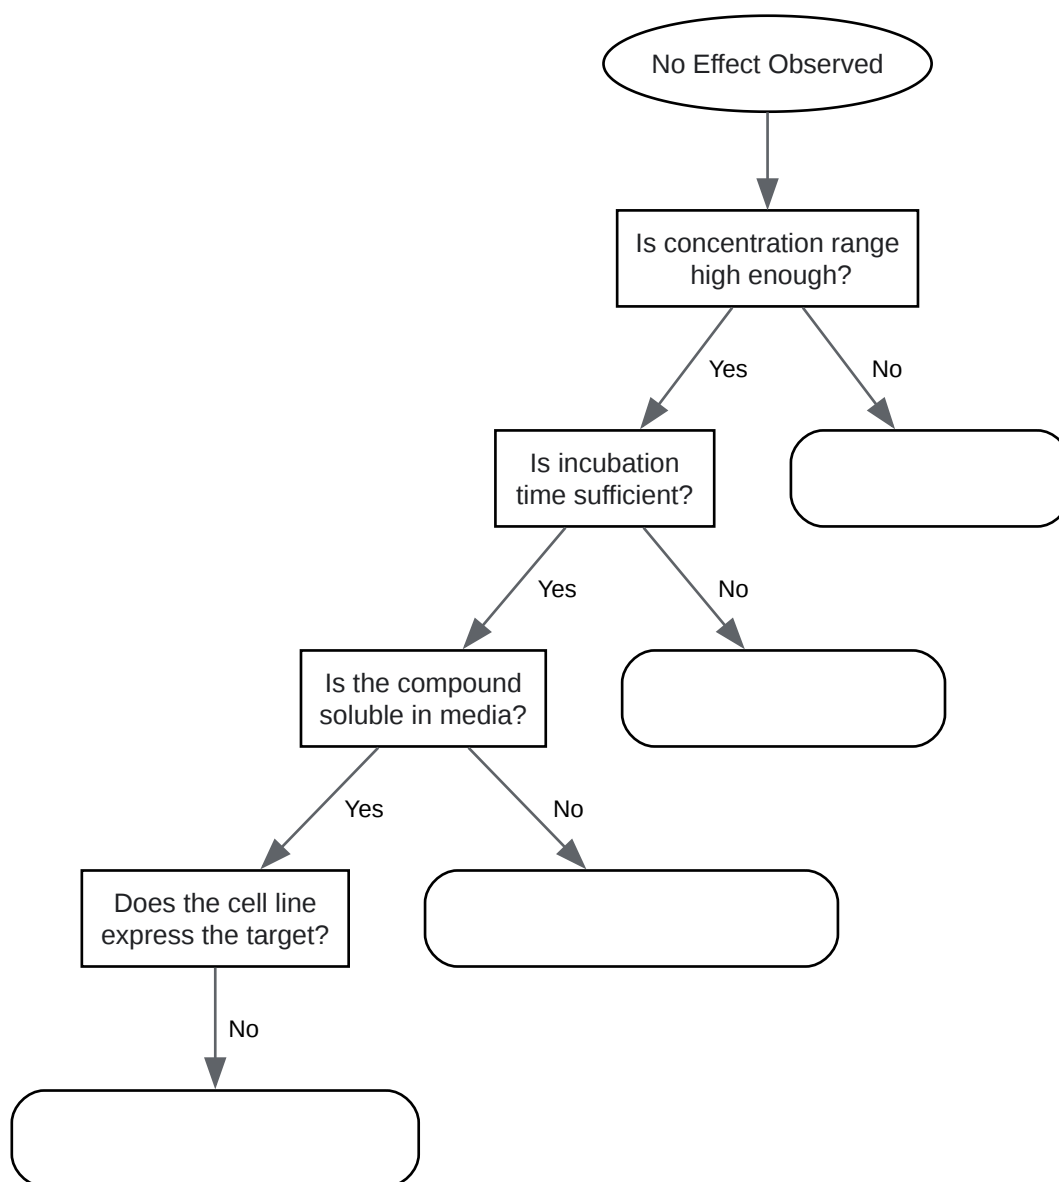 No Effect Observed
Is concentration range
high enough?
Yes
No
Is incubation
time sufficient?
Yes
No
Is the compound
soluble in media?
Yes
No
Does the cell line
express the target?
No